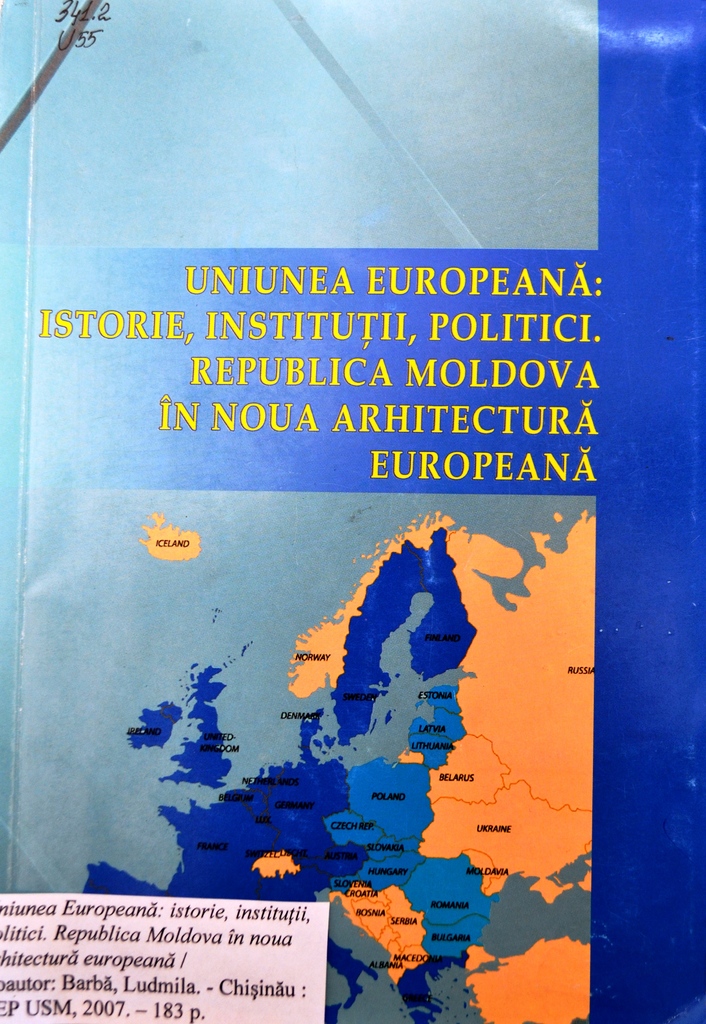 341.2
U55
UNIUNEA EUROPEANĂ:
ISTORIE, INSTITUȚII, POLITICI.
REPUBLICA MOLDOVA
ÎN NOUA ARHITECTURĂ
EUROPEANĂ
ICELAND
FINLAND
NORWAY
RUSSIA
SWEDEN
ESTONIA
DENMARK
LATVIA
IRELAND
UNITED-
KINGDOM
LITHUANIA
BELARUS
NETHERLANDS
BELGIUM
GERMANY
POLAND
LUX.
CZECH REP.
UKRAINE
FRANCE
SLOVAKIA
SWITZ.
LIECHT.
AUSTRIA
HUNGARY
MOLDAVIA
SLOVENIA
CROATIA
ROMANIA
BOSNIA
SERBIA
BULGARIA
MACEDONIA
ALBANIA
GREECE
niunea Europeană: istorie, instituții,
olitici. Republica Moldova în noua
hitectură europeană /
oautor: Barbă, Ludmila. - Chișinău :
EP USM, 2007. – 183 p.